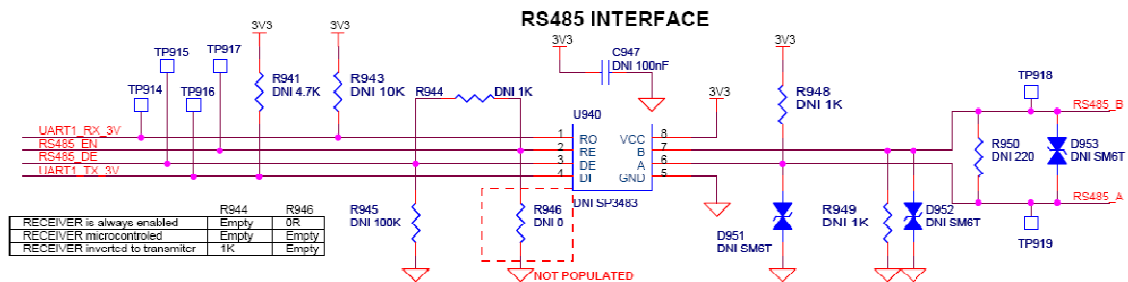 RS485 INTERFACE
3V3
3V3
3V3
C947
DNI 100nF
3V3
TP915
TP917
TP914
TP916
R941
DNI 4.7K
R943
DNI 10K
R944
DNI 1K
3V3
R948
DNI 1K
TP918
RS485_B
U940
UART1_RX_3V
RS485_EN
RS485_DE
UART1_TX_3V
1 RO VCC 8
2 RE B 7
3 DE A 6
4 DI GND 5
DNI SP3483
R950
DNI 220
D953
DNI SM6T
RS485_A
R945
DNI 100K
R946
DNI 0
D951
DNI SM6T
R949
DNI 1K
D952
DNI SM6T
TP919
R944 R946
RECEIVER is always enabled Empty 0R
RECEIVER microcontroled Empty Empty
RECEIVER inverted to transmiter 1K Empty
NOT POPULATED